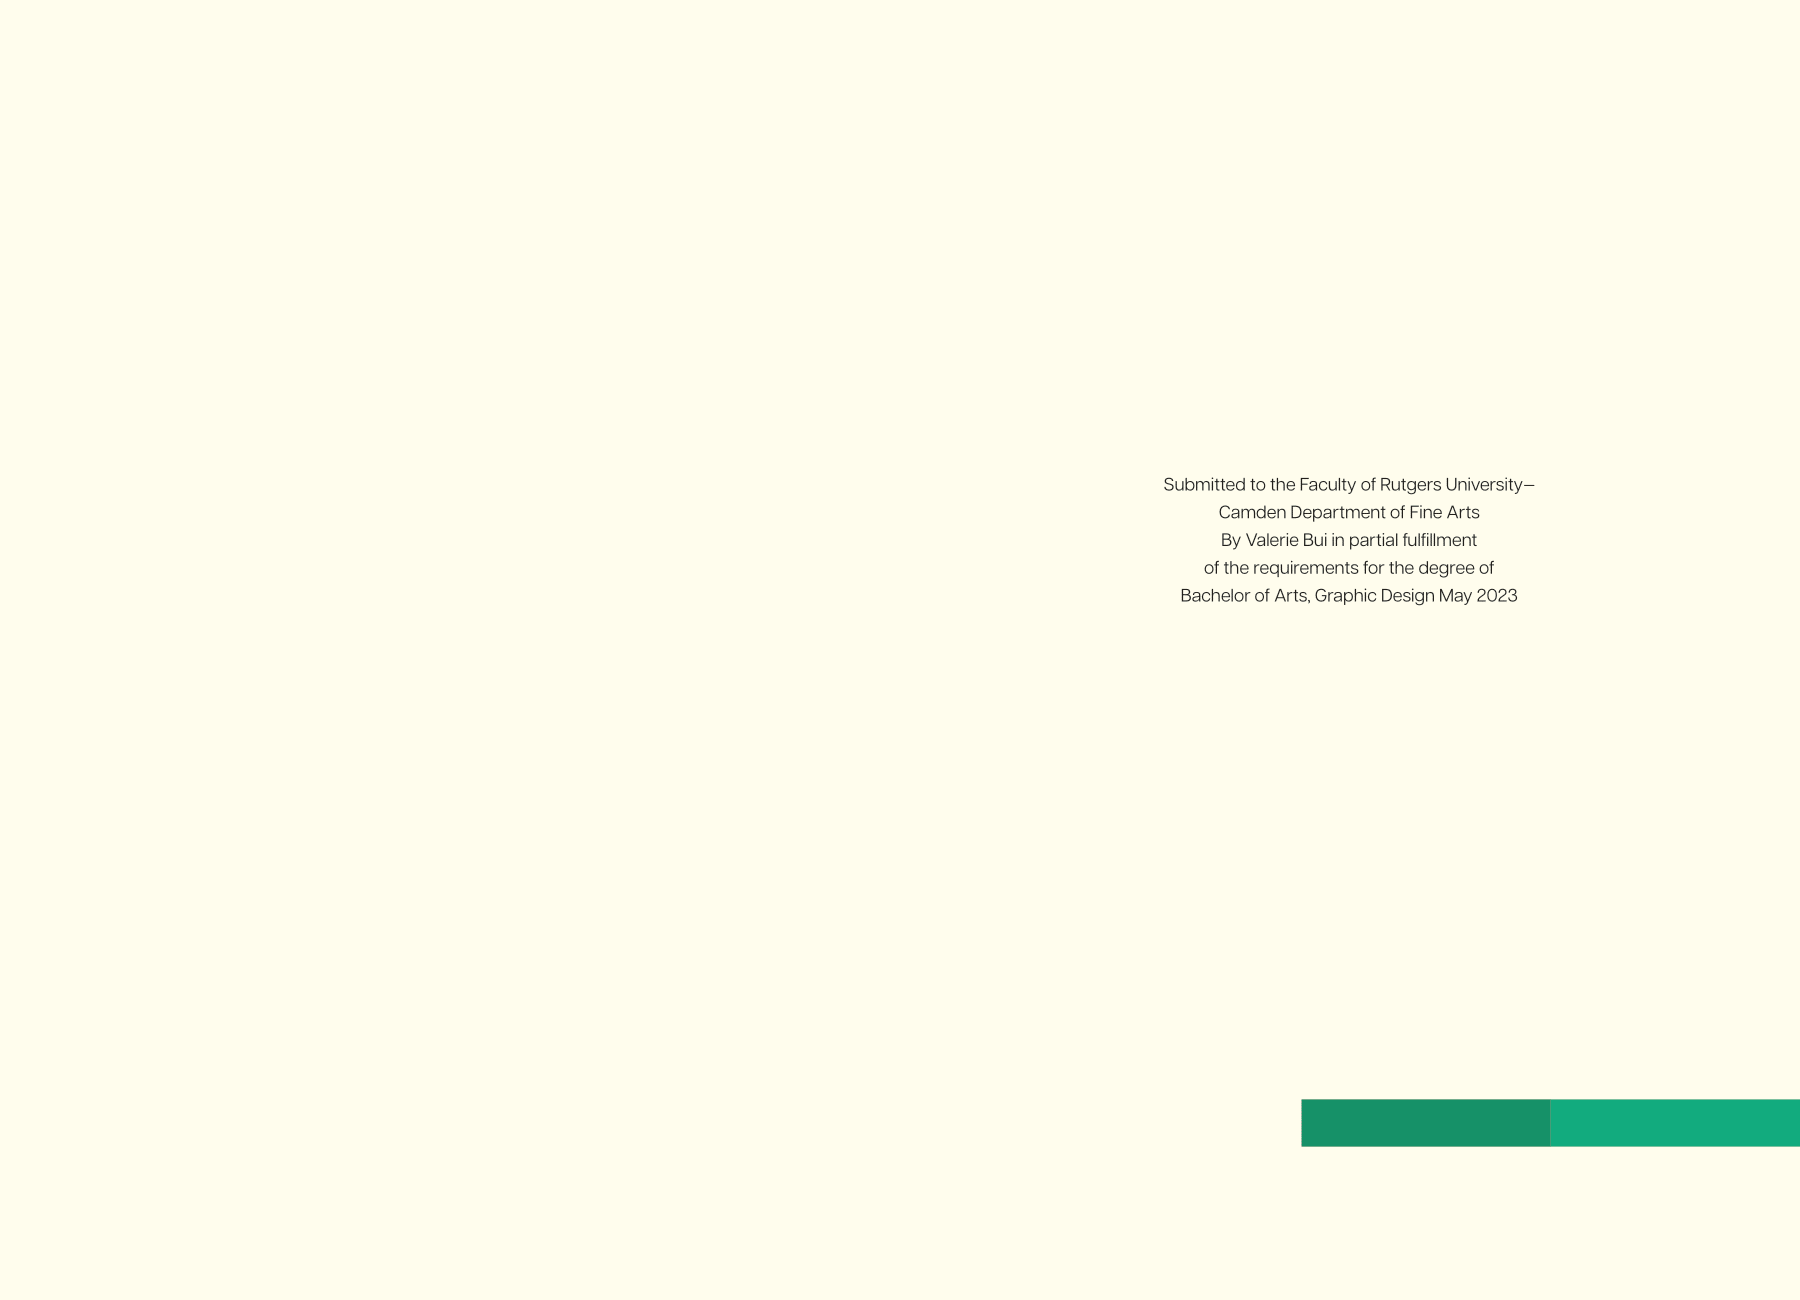 Submitted to the Faculty of Rutgers University–
Camden Department of Fine Arts
By Valerie Bui in partial fulfillment
of the requirements for the degree of
Bachelor of Arts, Graphic Design May 2023